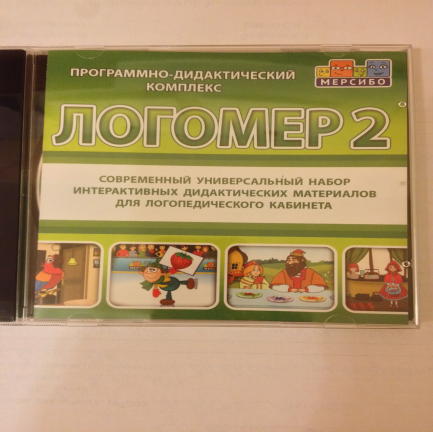 ПРОГРАММНО-ДИДАКТИЧЕСКИЙ
КОМПЛЕКС
МЕРСИБО
ЛОГОМЕР 2
СОВРЕМЕННЫЙ УНИВЕРСАЛЬНЫЙ НАБОР
ИНТЕРАКТИВНЫХ ДИДАКТИЧЕСКИХ МАТЕРИАЛОВ
ДЛЯ ЛОГОПЕДИЧЕСКОГО КАБИНЕТА